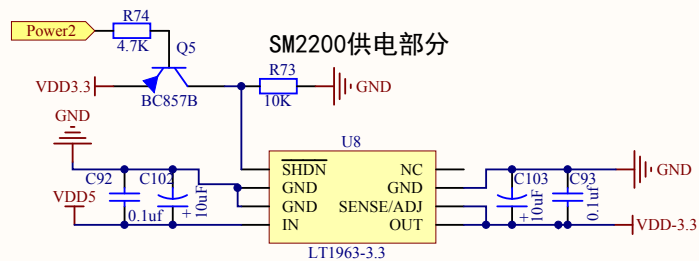 R74
Power2
4.7K
Q5
SM2200供电部分
VDD3.3
BC857B
R73
10K
GND
GND
U8
C92
C102
SHDN
NC
GND
GND
GND
SENSE/ADJ
IN
OUT
C103
C93
GND
VDD5
0.1uf
+
10uF
+
10uF
0.1uf
VDD-3.3
LT1963-3.3